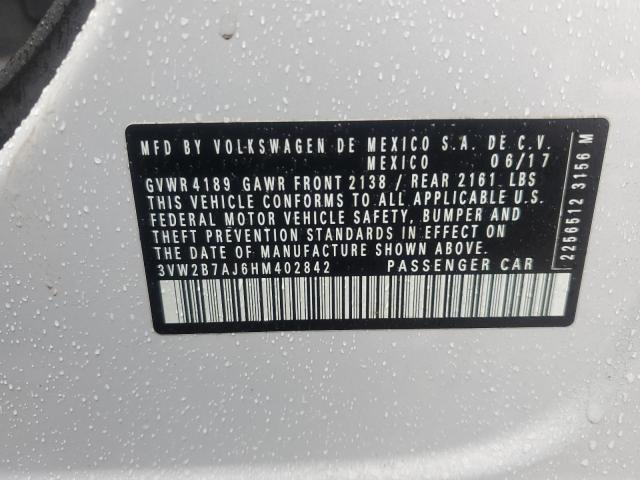 MFD BY VOLKSWAGEN DE MEXICO S.A. DE C.V.
MEXICO 06/17
GVWR 4189 GAWR FRONT 2138 / REAR 2161 LBS
THIS VEHICLE CONFORMS TO ALL APPLICABLE U.S.
FEDERAL MOTOR VEHICLE SAFETY, BUMPER AND
THEFT PREVENTION STANDARDS IN EFFECT ON
THE DATE OF MANUFACTURE SHOWN ABOVE.
3VW2B7AJ6HM402842 PASSENGER CAR
2256512 3156 M